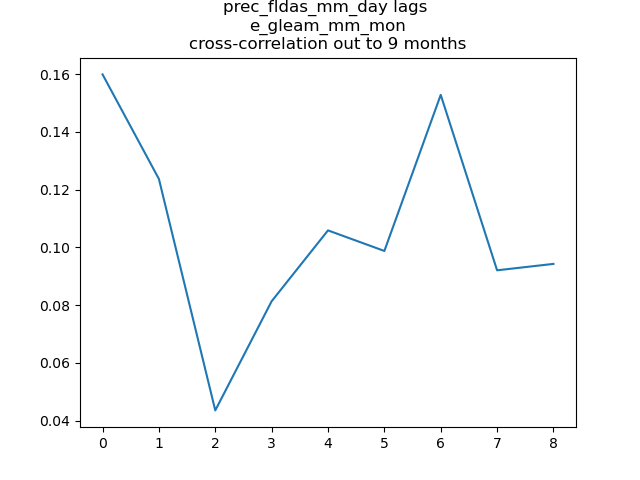 prec_fldas_mm_day lags
e_gleam_mm_mon
cross-correlation out to 9 months
0.16
0.14
0.12
0.10
0.08
0.06
0.04
0 1 2 3 4 5 6 7 8